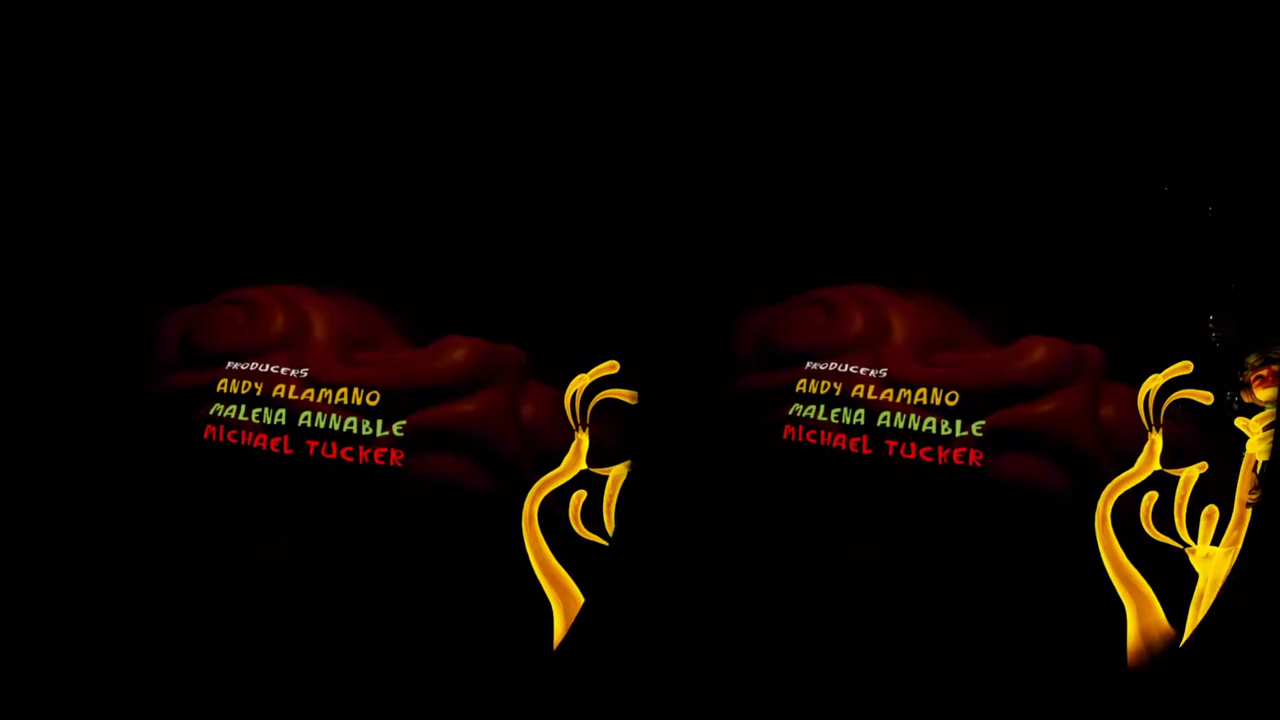 PRODUCERS
ANDY ALAMANO
MALENA ANNABLE
MICHAEL TUCKER
PRODUCERS
ANDY ALAMANO
MALENA ANNABLE
MICHAEL TUCKER